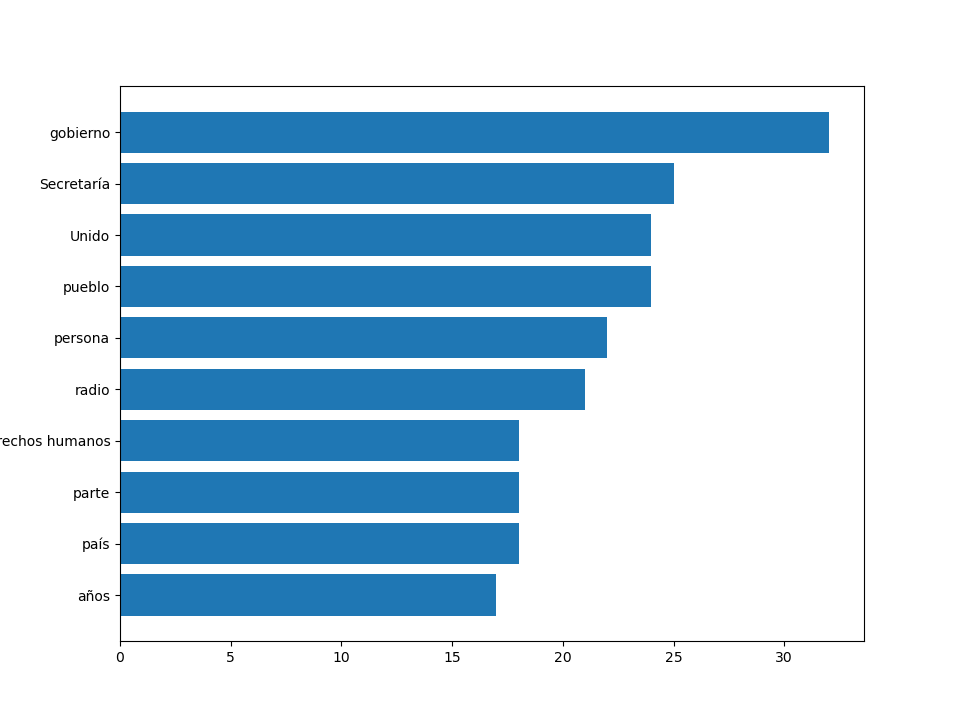 gobierno
Secretaría
Unido
pueblo
persona
radio
rechos humanos
parte
país
años
0 5 10 15 20 25 30